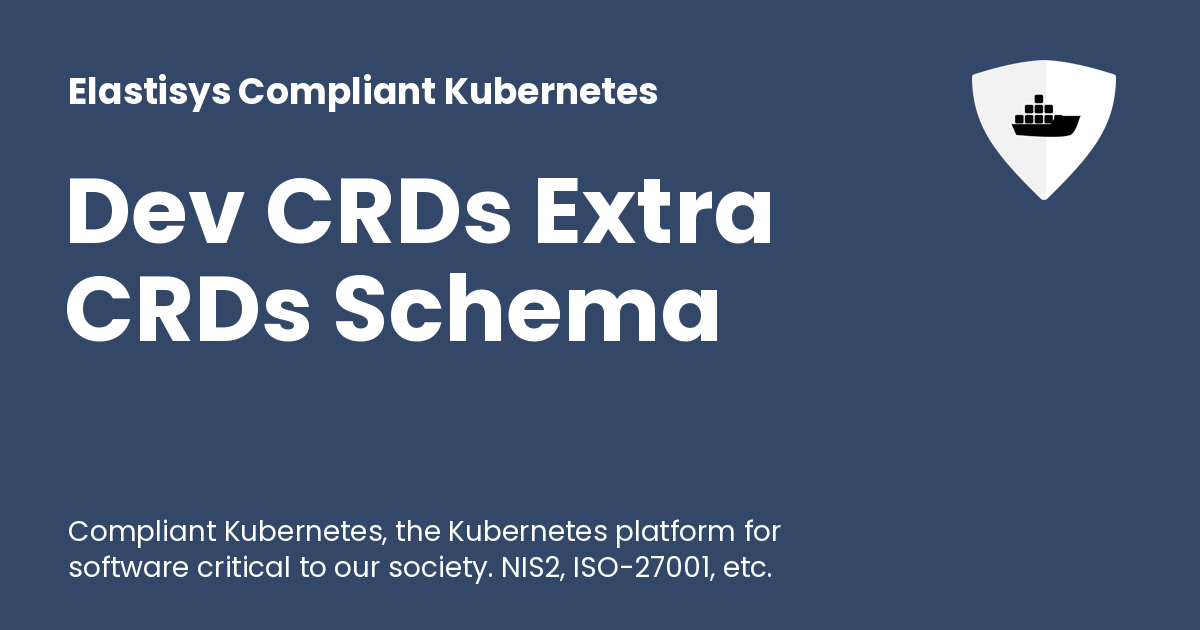 Elastisys Compliant Kubernetes
Dev CRDs Extra
CRDs Schema
Compliant Kubernetes, the Kubernetes platform for
software critical to our society. NIS2, ISO-27001, etc.